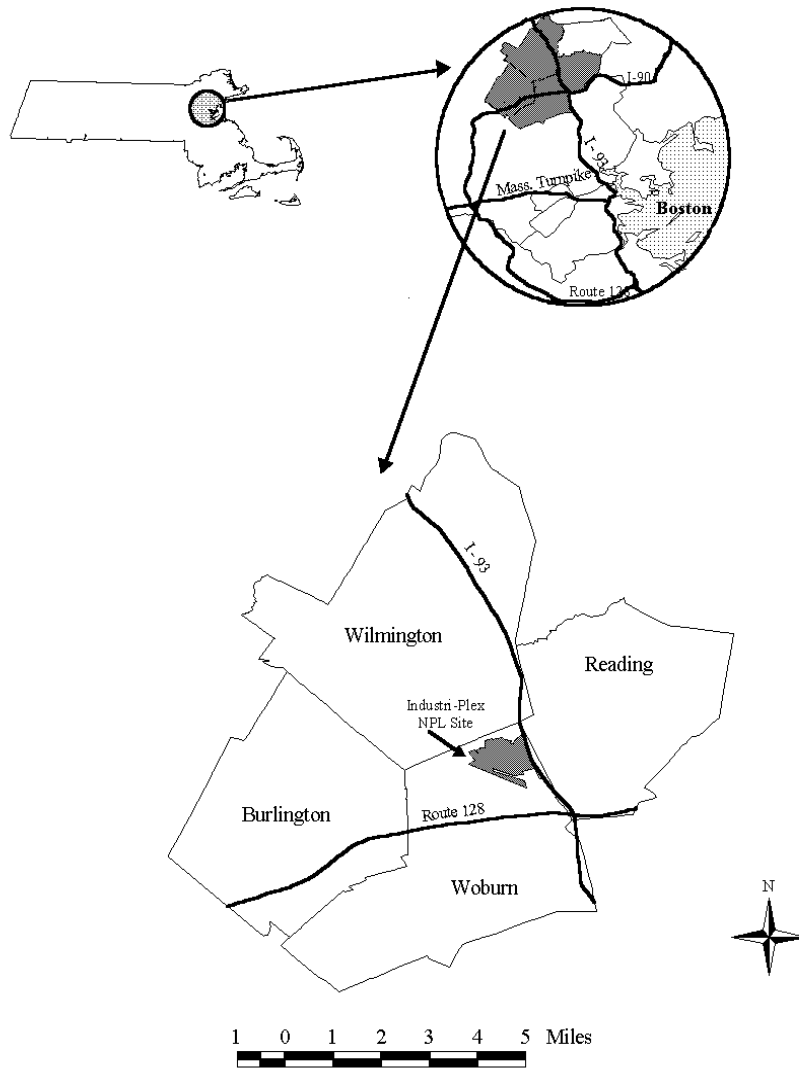 I-90
I-93
Mass. Turnpike
Boston
Route 128
I-93
Wilmington
Reading
Industri-Plex
NPL Site
Burlington
Route 128
Woburn
N
1 0 1 2 3 4 5 Miles